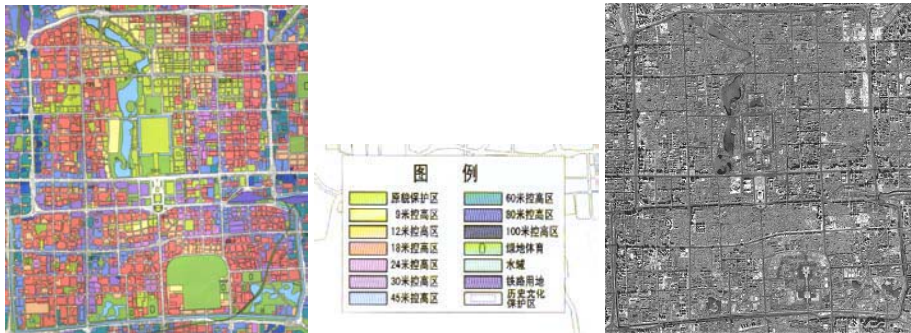 图 例
原貌保护区
9米控高区
12米控高区
18米控高区
24米控高区
30米控高区
45米控高区
60米控高区
80米控高区
100米控高区
绿地体育
水域
铁路用地
历史文化
保护区